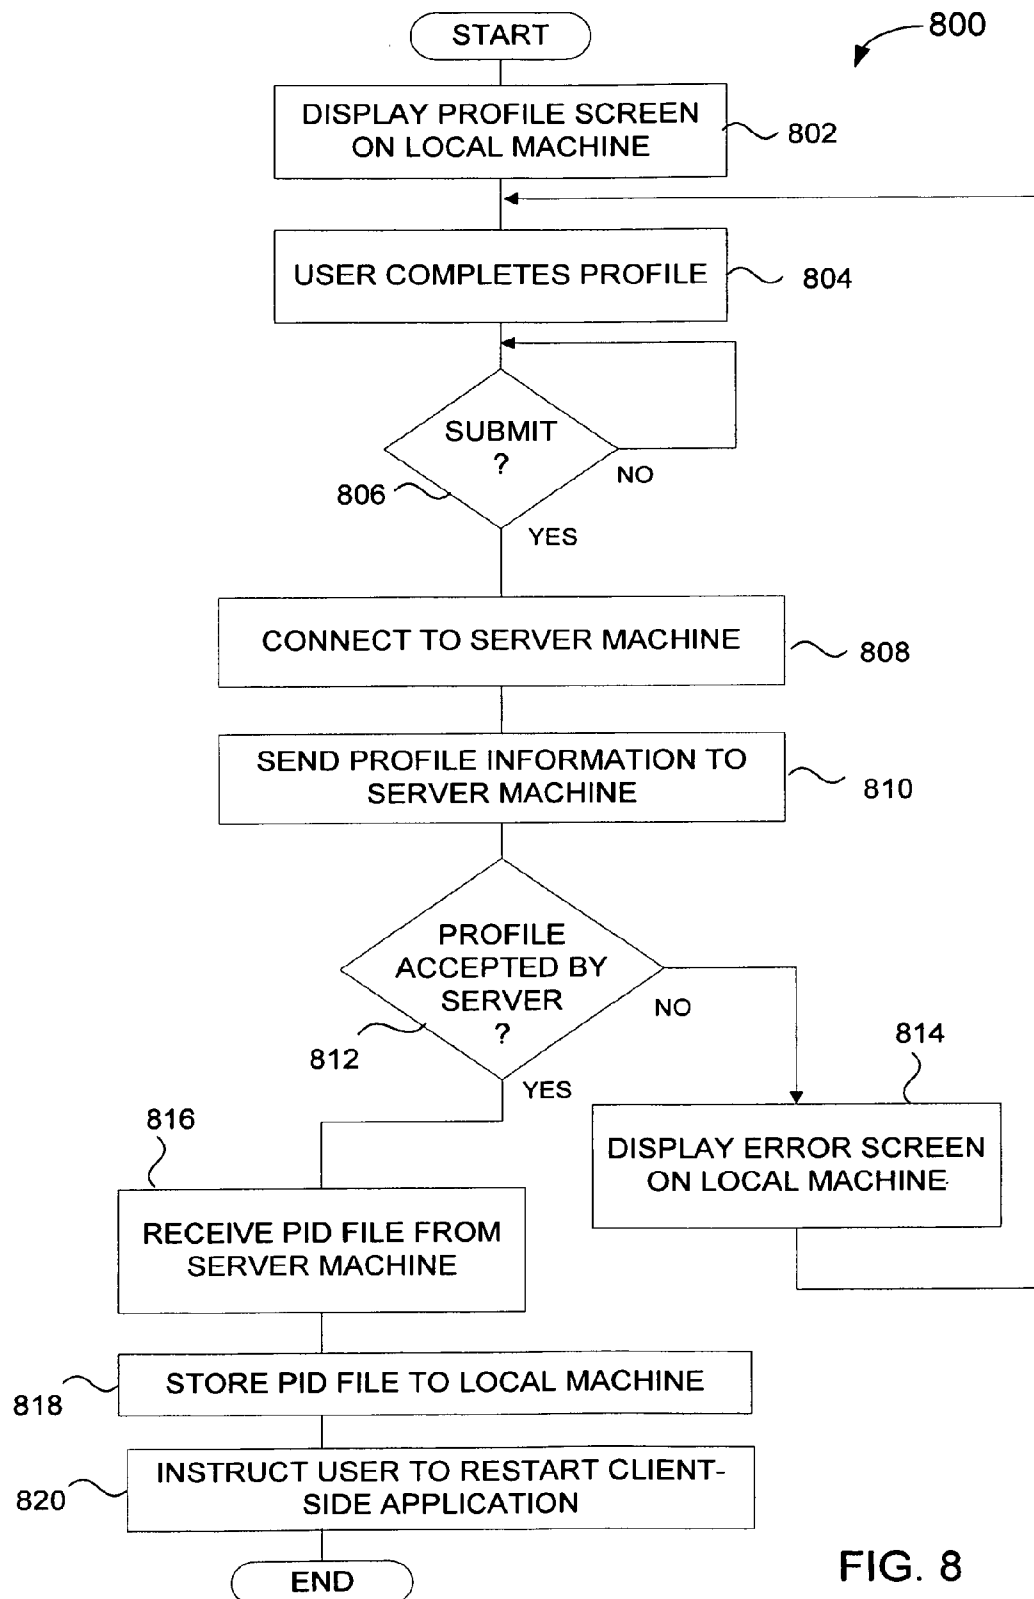 START
800
DISPLAY PROFILE SCREEN
ON LOCAL MACHINE
802
USER COMPLETES PROFILE
804
SUBMIT
?
806
NO
YES
CONNECT TO SERVER MACHINE
808
SEND PROFILE INFORMATION TO
SERVER MACHINE
810
PROFILE
ACCEPTED BY
SERVER
?
812
NO
YES
814
DISPLAY ERROR SCREEN
ON LOCAL MACHINE
816
RECEIVE PID FILE FROM
SERVER MACHINE
STORE PID FILE TO LOCAL MACHINE
818
INSTRUCT USER TO RESTART CLIENT-
SIDE APPLICATION
820
END
FIG. 8